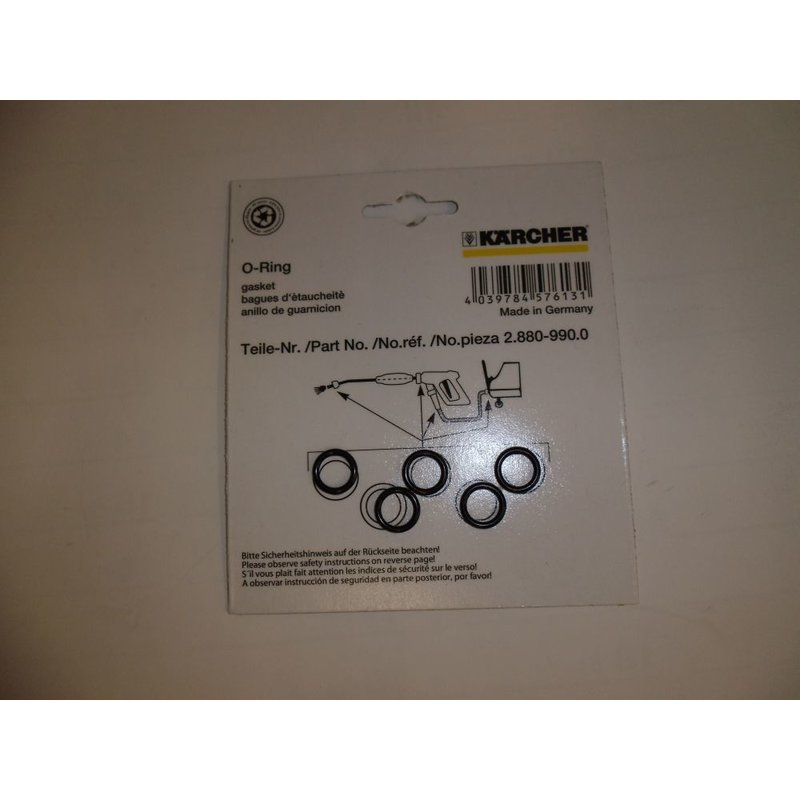 KÄRCHER
O-Ring
gasket
bagues d'ètaucheitè
anillo de guarnicion
4 039784 576131
Made in Germany
Teile-Nr. /Part No. /No.réf. /No.pieza 2.880-990.0
Bitte Sicherheitshinweis auf der Rückseite beachten!
Please observe safety instructions on reverse page!
S'il vous plait fait attention les indices de sécurité sur le verso!
A observar instrucción de seguridad en parte posterior, por favor!